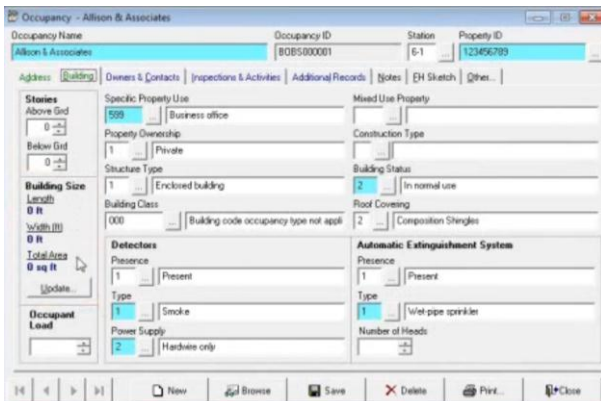 Occupancy - Allison & Associates
Occupancy Name Occupancy ID Station Property ID
Allison & Associates BOBS000001 6-1 ... 123456789 ...
Address Building Owners & Contacts Inspections & Activities Additional Records Notes EH Sketch Other...
Stories
Above Grd
0
Below Grd
0
Building Size
Length
0 ft
Width (ft)
0 ft
Total Area
0 sq ft
Update...
Occupant
Load
Specific Property Use
599 ... Business office
Property Ownership
1 ... Private
Structure Type
1 ... Enclosed building
Building Class
000 ... Building code occupancy type not appli
Mixed Use Property
...
Construction Type
...
Building Status
2 ... In normal use
Roof Covering
2 ... Composition Shingles
Detectors
Presence
1 ... Present
Type
1 ... Smoke
Power Supply
2 ... Hardwire only
Automatic Extinguishment System
Presence
1 ... Present
Type
1 ... Wet-pipe sprinkler
Number of Heads
New Browse Save Delete Print... Close